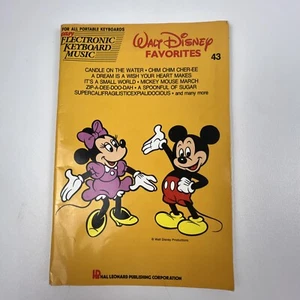 FOR ALL PORTABLE KEYBOARDS
ELECTRONIC
KEYBOARD
MUSIC
WALT DISNEY
FAVORITES
43
CANDLE ON THE WATER • CHIM CHIM CHER-EE
A DREAM IS A WISH YOUR HEART MAKES
IT'S A SMALL WORLD • MICKEY MOUSE MARCH
ZIP-A-DEE-DOO-DAH • A SPOONFUL OF SUGAR
SUPERCALIFRAGILISTICEXPIALIDOCIOUS • and many more
© Walt Disney Productions
HAL LEONARD PUBLISHING CORPORATION